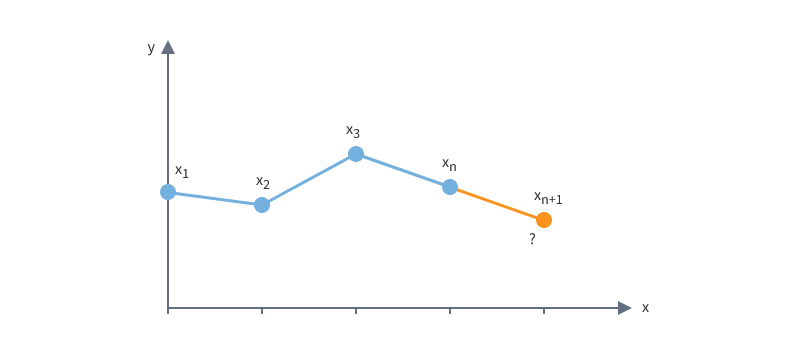 y
x₃
xₙ
x₁
x₂
xₙ₊₁
?
x